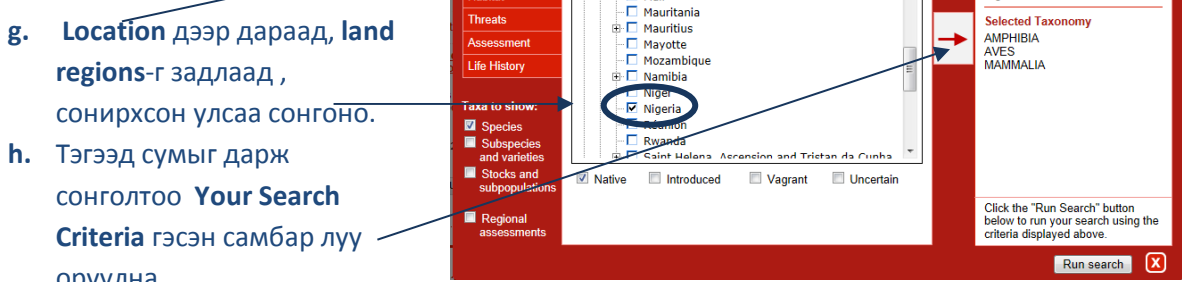 g. Location дээр дараад, land
regions-г задлаад ,
сонирхсон улсаа сонгоно.
h. Тэгээд сумыг дарж
сонголтоо Your Search
Criteria гэсэн самбар луу
оруулна
Threats
Assessment
Life History
Taxa to show:
Species
Subspecies
and varieties
Stocks and
subpopulations
Regional
assessments
Mauritania
Mauritius
Mayotte
Mozambique
Namibia
Niger
Nigeria
Réunion
Rwanda
Saint Helena, Ascension and Tristan da Cunha
Native Introduced Vagrant Uncertain
Selected Taxonomy
AMPHIBIA
AVES
MAMMALIA
Click the "Run Search" button
below to run your search using the
criteria displayed above.
Run search X